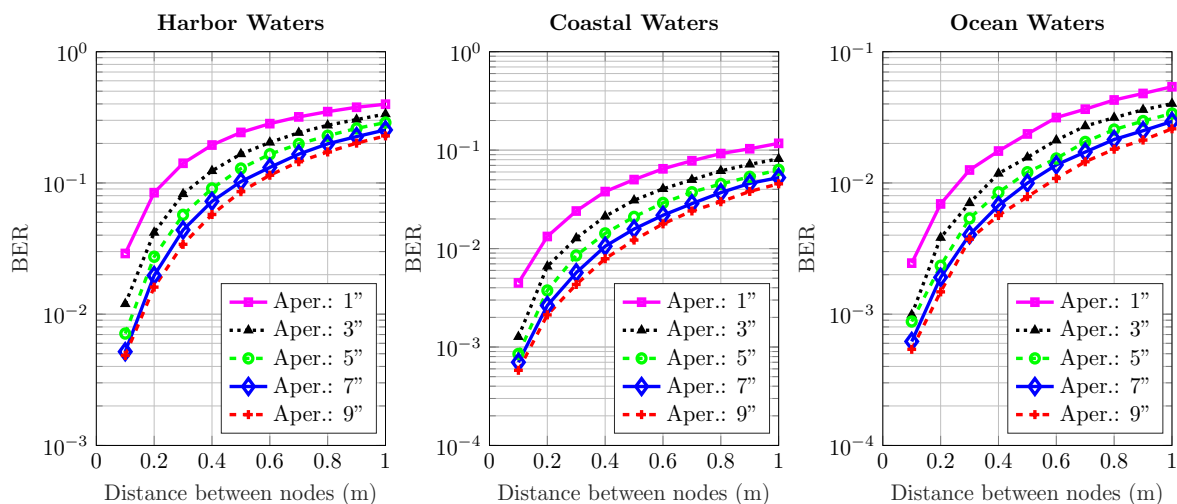 Harbor Waters
BER
10^0
10^-1
10^-2
10^-3
0 0.2 0.4 0.6 0.8 1
Distance between nodes (m)
Aper.: 1”
Aper.: 3”
Aper.: 5”
Aper.: 7”
Aper.: 9”
Coastal Waters
BER
10^0
10^-1
10^-2
10^-3
10^-4
0 0.2 0.4 0.6 0.8 1
Distance between nodes (m)
Aper.: 1”
Aper.: 3”
Aper.: 5”
Aper.: 7”
Aper.: 9”
Ocean Waters
BER
10^-1
10^-2
10^-3
10^-4
0 0.2 0.4 0.6 0.8 1
Distance between nodes (m)
Aper.: 1”
Aper.: 3”
Aper.: 5”
Aper.: 7”
Aper.: 9”